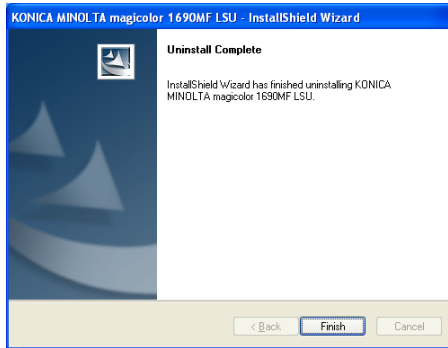 KONICA MINOLTA magicolor 1690MF LSU - InstallShield Wizard
Uninstall Complete
InstallShield Wizard has finished uninstalling KONICA
MINOLTA magicolor 1690MF LSU.
< Back
Finish
Cancel